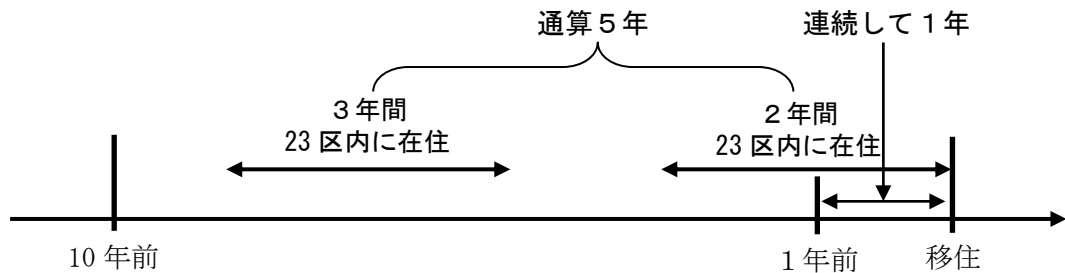 通算５年
連続して１年
３年間
23 区内に在住
２年間
23 区内に在住
10 年前
１年前
移住